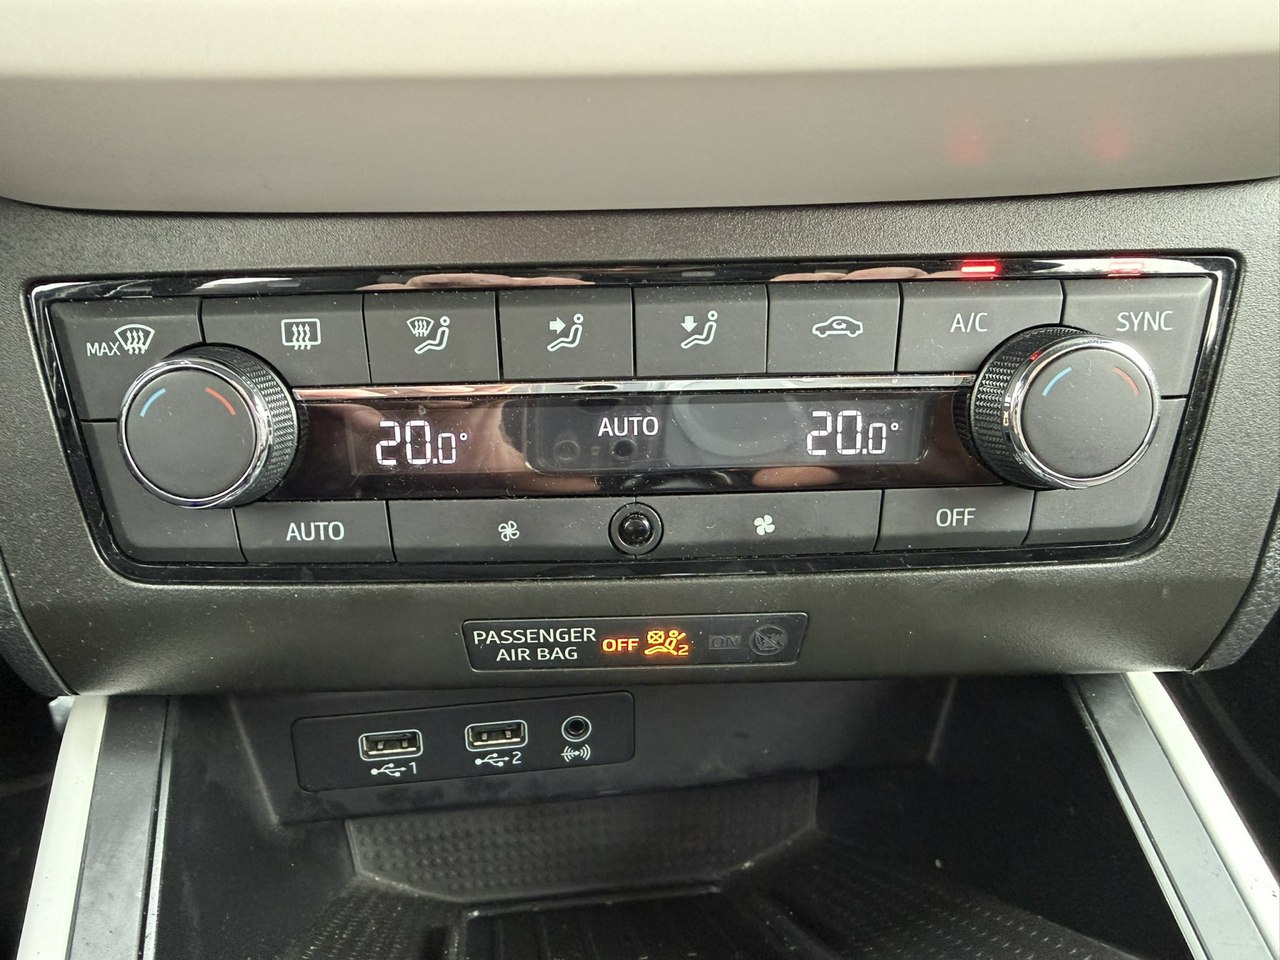 MAX
A/C
SYNC
20.0°
AUTO
20.0°
AUTO
OFF
PASSENGER
AIR BAG
OFF
2
ON
1
2